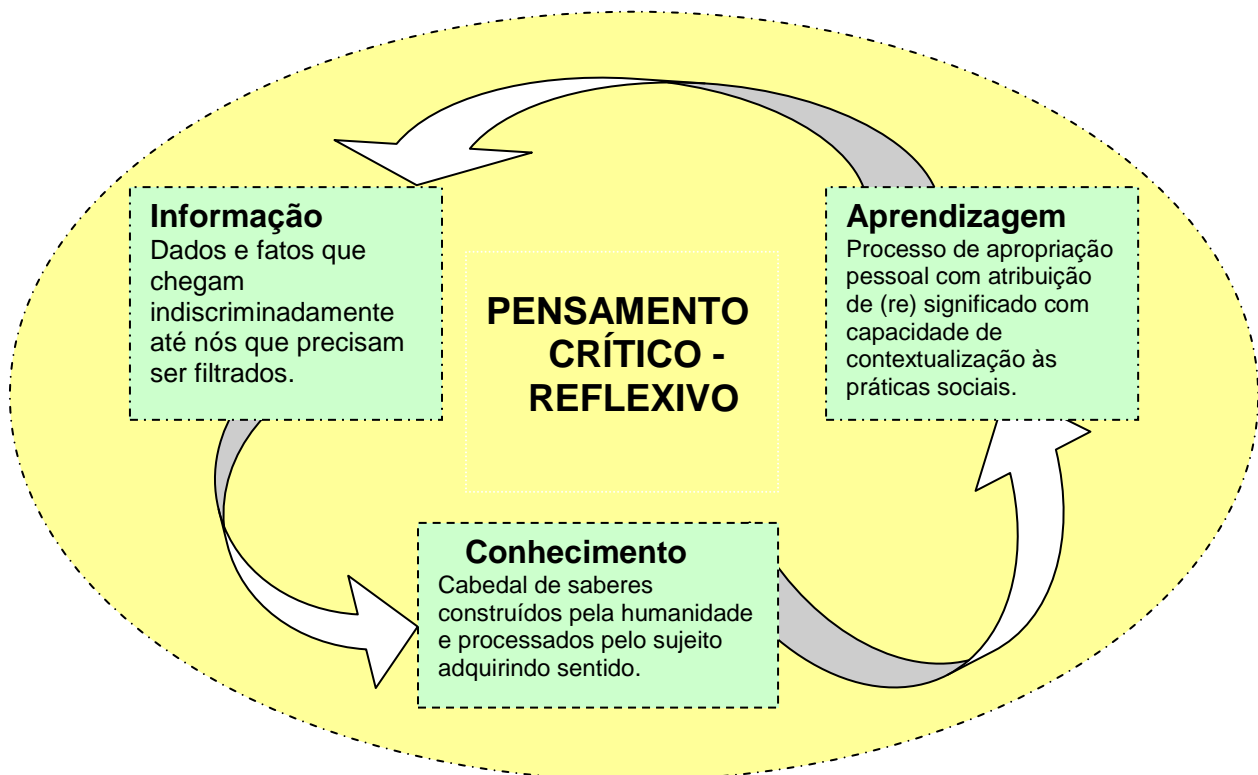 Informação
Dados e fatos que
chegam
indiscriminadamente
até nós que precisam
ser filtrados.
PENSAMENTO
CRÍTICO -
REFLEXIVO
Aprendizagem
Processo de apropriação
pessoal com atribuição
de (re) significado com
capacidade de
contextualização às
práticas sociais.
Conhecimento
Cabedal de saberes
construídos pela humanidade
e processados pelo sujeito
adquirindo sentido.